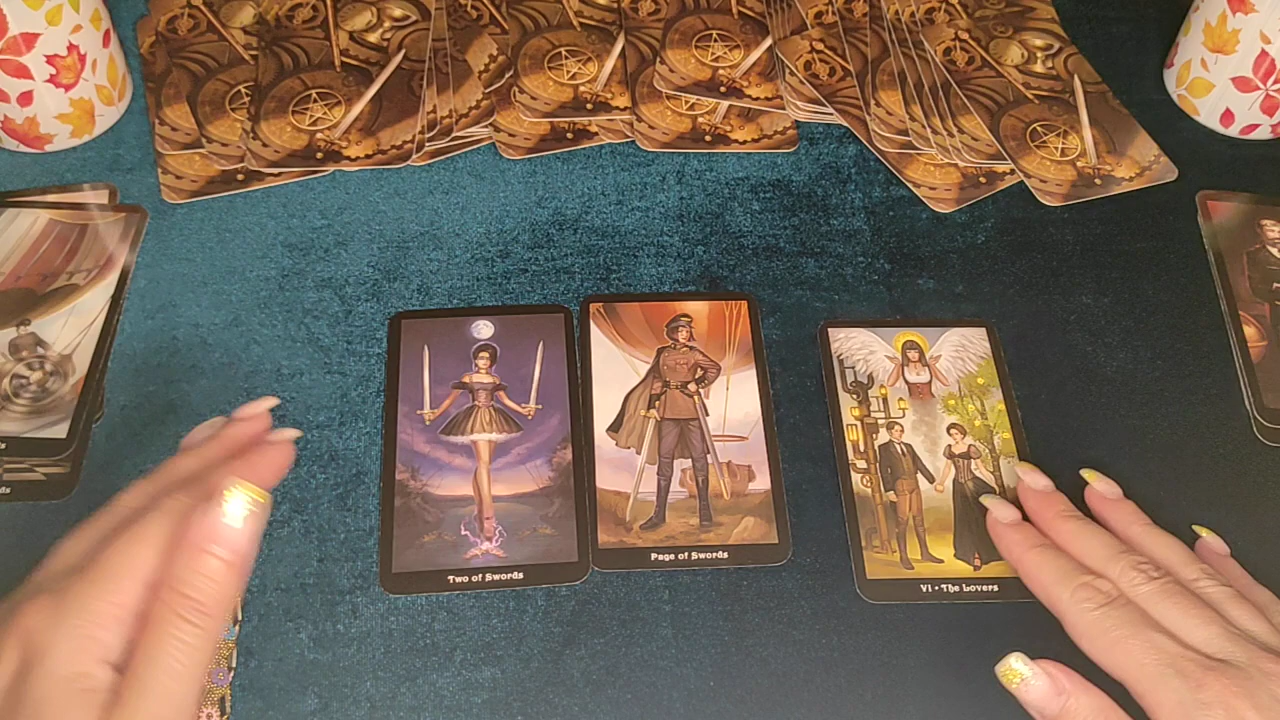 Two of Swords
Page of Swords
VI • The Lovers